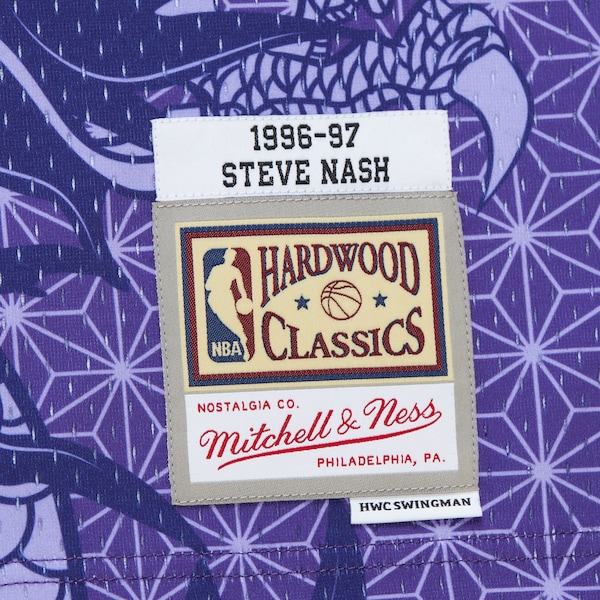 1996-97
STEVE NASH
HARDWOOD
CLASSICS
NBA
NOSTALGIA CO.
Mitchell & Ness
PHILADELPHIA, PA.
HWC SWINGMAN